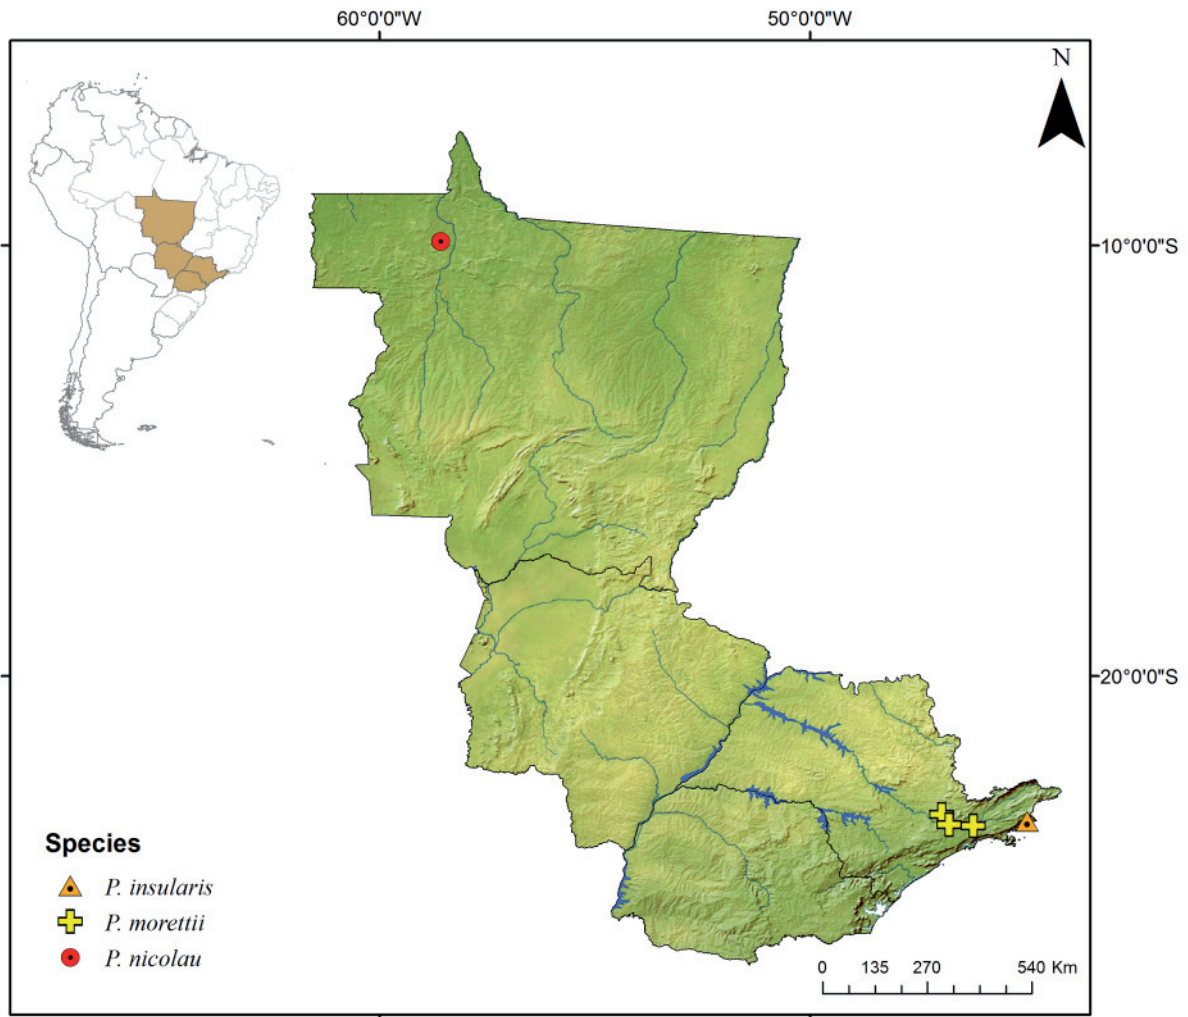 60°0'0"W
50°0'0"W
N
10°0'0"S
20°0'0"S
Species
P. insularis
P. morettii
P. nicolau
0 135 270 540 Km